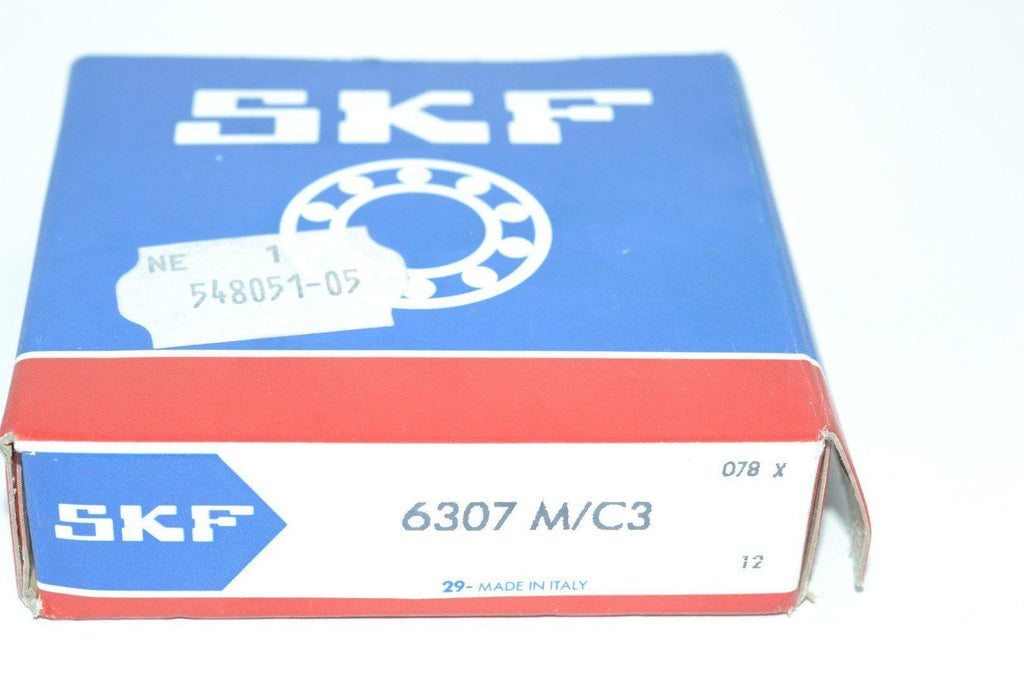 SKF
NE 1
548051-05
078 X
SKF
6307 M/C3
12
29- MADE IN ITALY